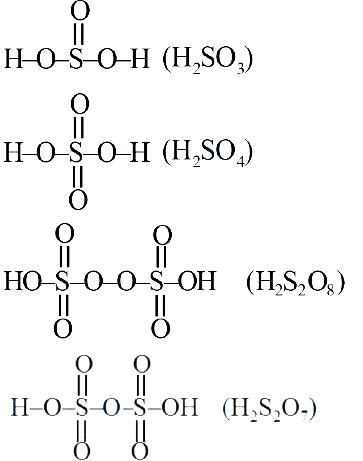 O
H–O–S–O–H (H₂SO₃)
O
H–O–S–O–H (H₂SO₄)
O
O O
HO–S–O–O–S–OH (H₂S₂O₈)
O O
O O
H–O–S–O–S–OH (H₂S₂O₇)
O O